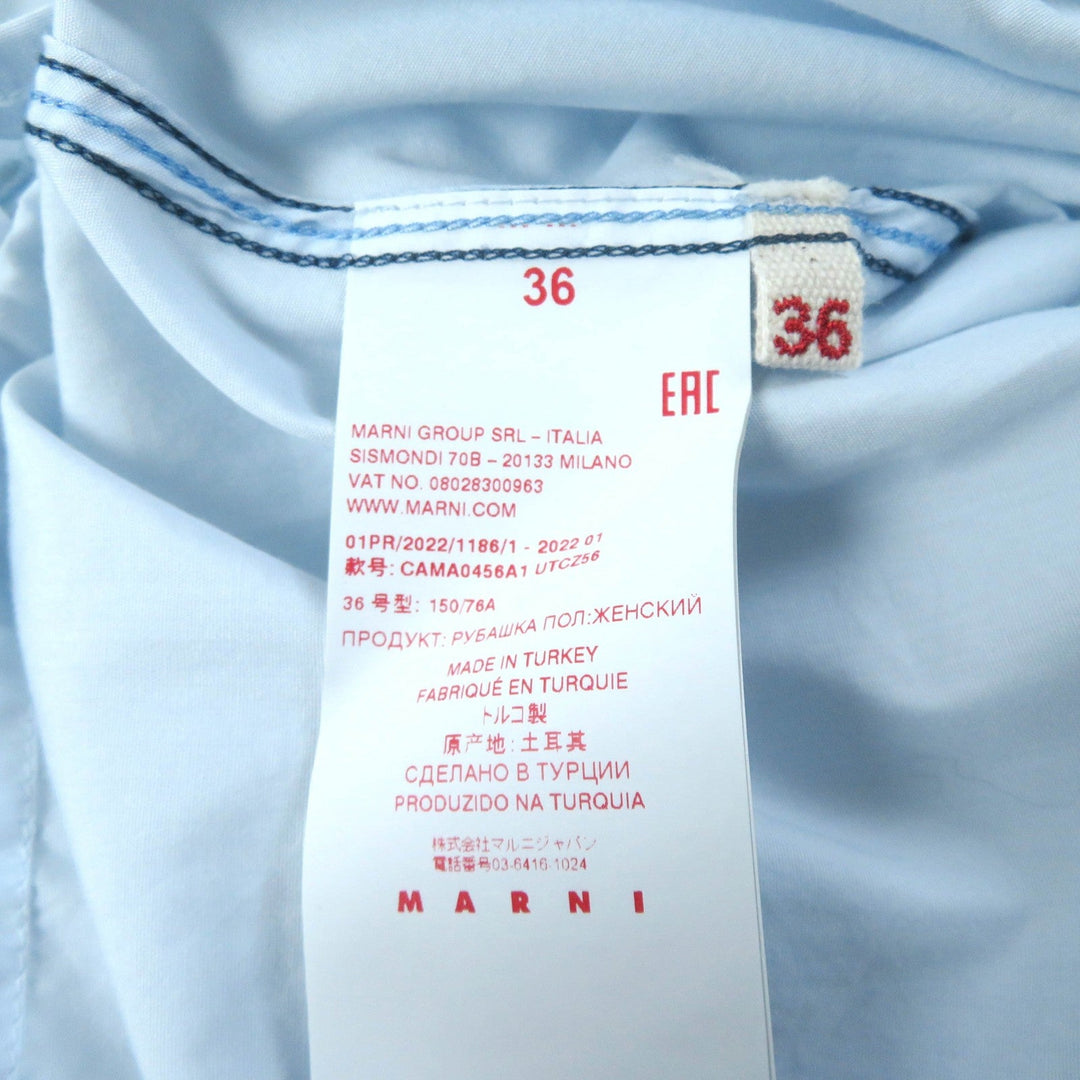 36
36
EAC
MARNI GROUP SRL – ITALIA
SISMONDI 70B – 20133 MILANO
VAT NO. 08028300963
WWW.MARNI.COM
01PR/2022/1186/1 - 2022 01
款号: CAMA0456A1 UTCZ56
36 号型: 150/76A
ПРОДУКТ: РУБАШКА ПОЛ:ЖЕНСКИЙ
MADE IN TURKEY
FABRIQUÉ EN TURQUIE
トルコ製
原产地: 土耳其
СДЕЛАНО В ТУРЦИИ
PRODUZIDO NA TURQUIA
株式会社マルニジャパン
電話番号03-6416-1024
MARNI